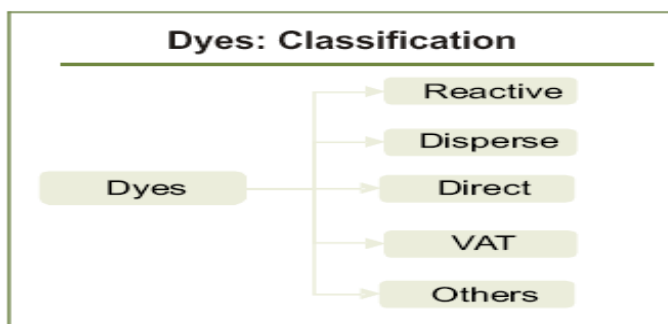 Dyes: Classification
Reactive
Disperse
Dyes
Direct
VAT
Others